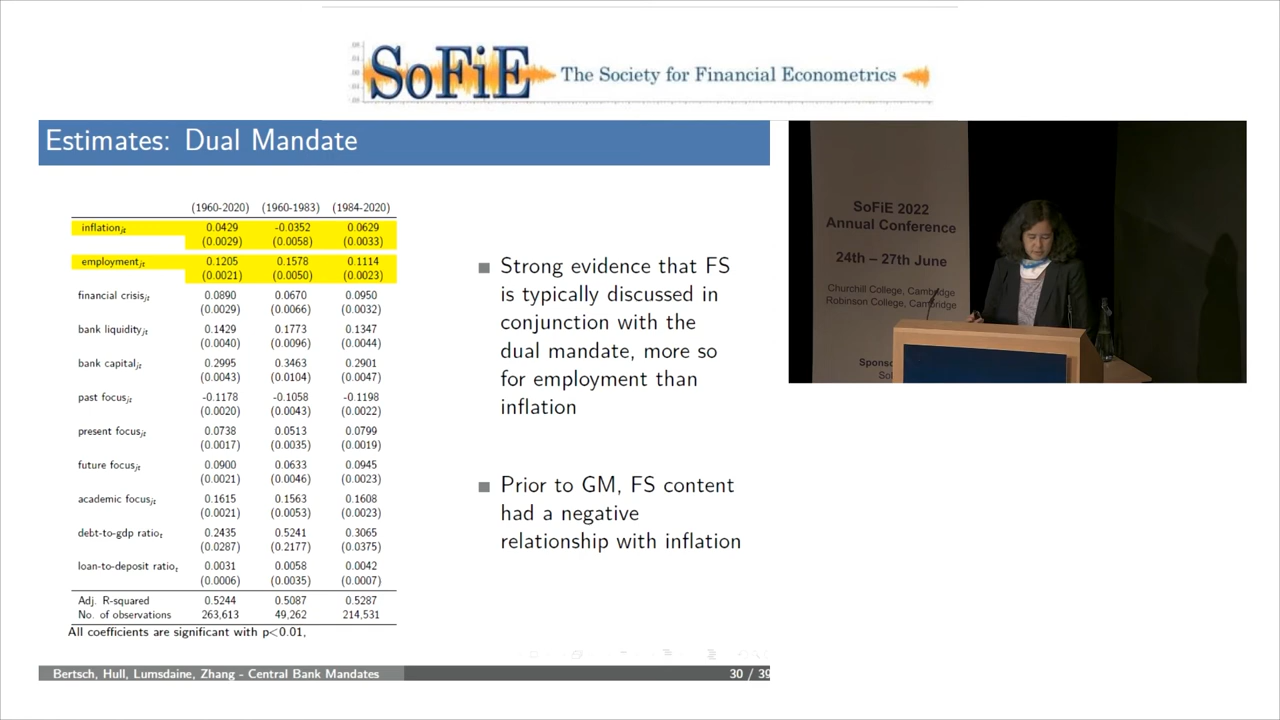 SoFiE The Society for Financial Econometrics
Estimates: Dual Mandate
(1960-2020) (1960-1983) (1984-2020)
inflation_jt 0.0429 -0.0352 0.0629
(0.0029) (0.0058) (0.0033)
employment_jt 0.1205 0.1578 0.1114
(0.0021) (0.0050) (0.0023)
financial crisis_jt 0.0890 0.0670 0.0950
(0.0029) (0.0066) (0.0032)
bank liquidity_jt 0.1429 0.1773 0.1347
(0.0040) (0.0096) (0.0044)
bank capital_jt 0.2995 0.3463 0.2901
(0.0043) (0.0104) (0.0047)
past focus_jt -0.1178 -0.1058 -0.1198
(0.0020) (0.0043) (0.0022)
present focus_jt 0.0738 0.0513 0.0799
(0.0017) (0.0035) (0.0019)
future focus_jt 0.0900 0.0633 0.0945
(0.0021) (0.0046) (0.0023)
academic focus_jt 0.1615 0.1563 0.1608
(0.0021) (0.0053) (0.0023)
debt-to-gdp ratio_t 0.2435 0.5241 0.3065
(0.0287) (0.2177) (0.0375)
loan-to-deposit ratio_t 0.0031 0.0058 0.0042
(0.0006) (0.0035) (0.0007)
Adj. R-squared 0.5244 0.5087 0.5287
No. of observations 263,613 49,262 214,531
All coefficients are significant with p<0.01,
Strong evidence that FS
is typically discussed in
conjunction with the
dual mandate, more so
for employment than
inflation
Prior to GM, FS content
had a negative
relationship with inflation
Bertsch, Hull, Lumsdaine, Zhang - Central Bank Mandates 30 / 39
SoFiE 2022
Annual Conference
24th – 27th June
Churchill College, Cambridge
Robinson College, Cambridge
Spons